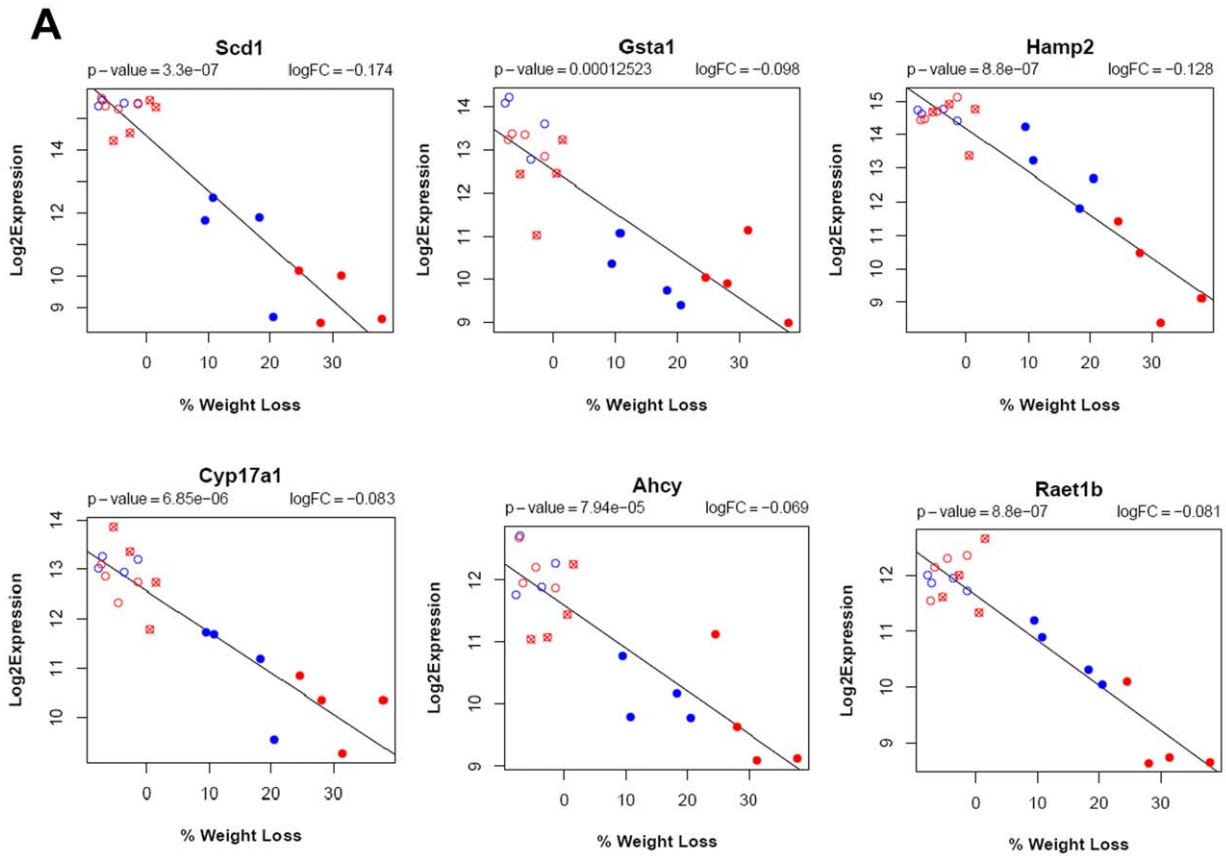 A
Scd1
p-value = 3.3e-07 logFC = -0.174
Log2Expression
14
12
10
9
0 10 20 30
% Weight Loss
Gsta1
p-value = 0.00012523 logFC = -0.098
Log2Expression
14
13
12
11
10
9
0 10 20 30
% Weight Loss
Hamp2
p-value = 8.8e-07 logFC = -0.128
Log2Expression
15
14
13
12
11
10
9
0 10 20 30
% Weight Loss
Cyp17a1
p-value = 6.85e-06 logFC = -0.083
Log2Expression
14
13
12
11
10
0 10 20 30
% Weight Loss
Ahcy
p-value = 7.94e-05 logFC = -0.069
Log2Expression
12
11
10
9
0 10 20 30
% Weight Loss
Raet1b
p-value = 8.8e-07 logFC = -0.081
Log2Expression
12
11
10
9
0 10 20 30
% Weight Loss